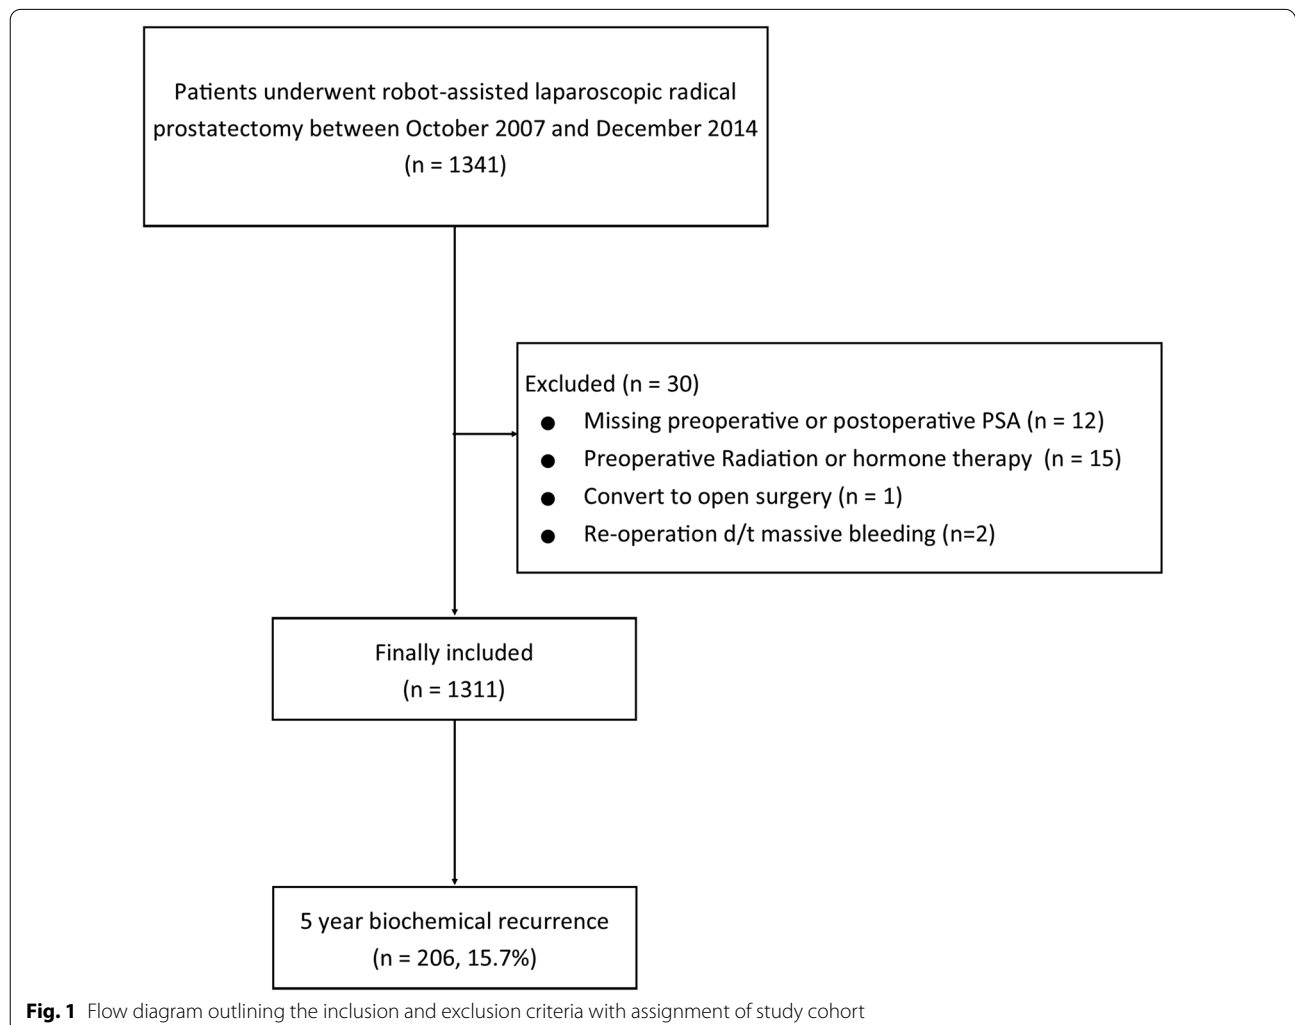 Patients underwent robot-assisted laparoscopic radical
prostatectomy between October 2007 and December 2014
(n = 1341)
Excluded (n = 30)
● Missing preoperative or postoperative PSA (n = 12)
● Preoperative Radiation or hormone therapy (n = 15)
● Convert to open surgery (n = 1)
● Re-operation d/t massive bleeding (n=2)
Finally included
(n = 1311)
5 year biochemical recurrence
(n = 206, 15.7%)
Fig. 1 Flow diagram outlining the inclusion and exclusion criteria with assignment of study cohort